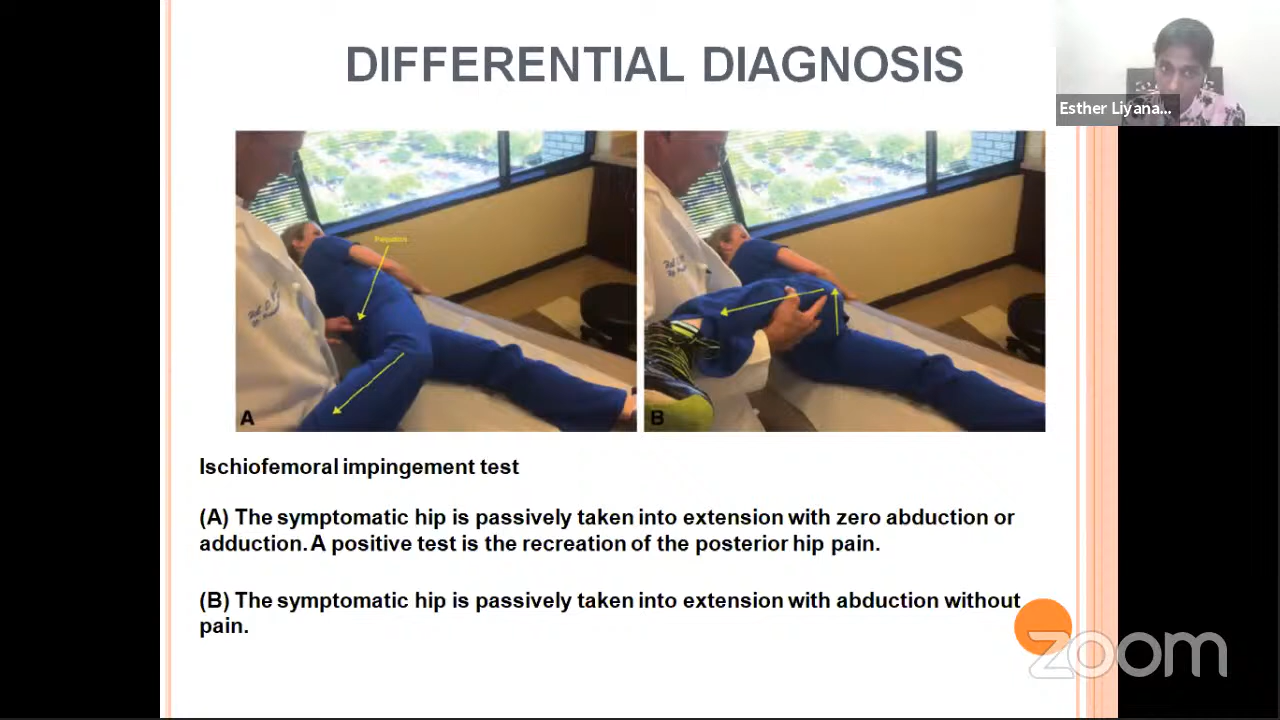 DIFFERENTIAL DIAGNOSIS
Esther Liyana...
Palpation
A
B
Ischiofemoral impingement test
(A) The symptomatic hip is passively taken into extension with zero abduction or
adduction. A positive test is the recreation of the posterior hip pain.
(B) The symptomatic hip is passively taken into extension with abduction without
pain.
zoom